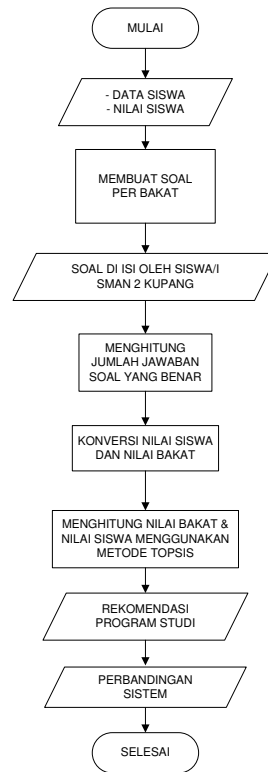 MULAI
- DATA SISWA
- NILAI SISWA
MEMBUAT SOAL
PER BAKAT
SOAL DI ISI OLEH SISWA/I
SMAN 2 KUPANG
MENGHITUNG
JUMLAH JAWABAN
SOAL YANG BENAR
KONVERSI NILAI SISWA
DAN NILAI BAKAT
MENGHITUNG NILAI BAKAT &
NILAI SISWA MENGGUNAKAN
METODE TOPSIS
REKOMENDASI
PROGRAM STUDI
PERBANDINGAN
SISTEM
SELESAI